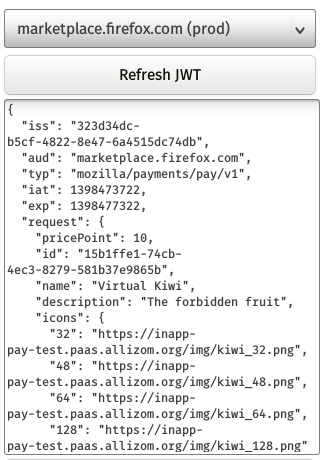 marketplace.firefox.com (prod)
Refresh JWT
{
  "iss": "323d34dc-
b5cf-4822-8e47-6a4515dc74db",
  "aud": "marketplace.firefox.com",
  "typ": "mozilla/payments/pay/v1",
  "iat": 1398473722,
  "exp": 1398477322,
  "request": {
    "pricePoint": 10,
    "id": "15b1ffe1-74cb-
4ec3-8279-581b37e9865b",
    "name": "Virtual Kiwi",
    "description": "The forbidden fruit",
    "icons": {
      "32": "https://inapp-
pay-test.paas.allizom.org/img/kiwi_32.png",
      "48": "https://inapp-
pay-test.paas.allizom.org/img/kiwi_48.png",
      "64": "https://inapp-
pay-test.paas.allizom.org/img/kiwi_64.png",
      "128": "https://inapp-
pay-test.paas.allizom.org/img/kiwi_128.png"